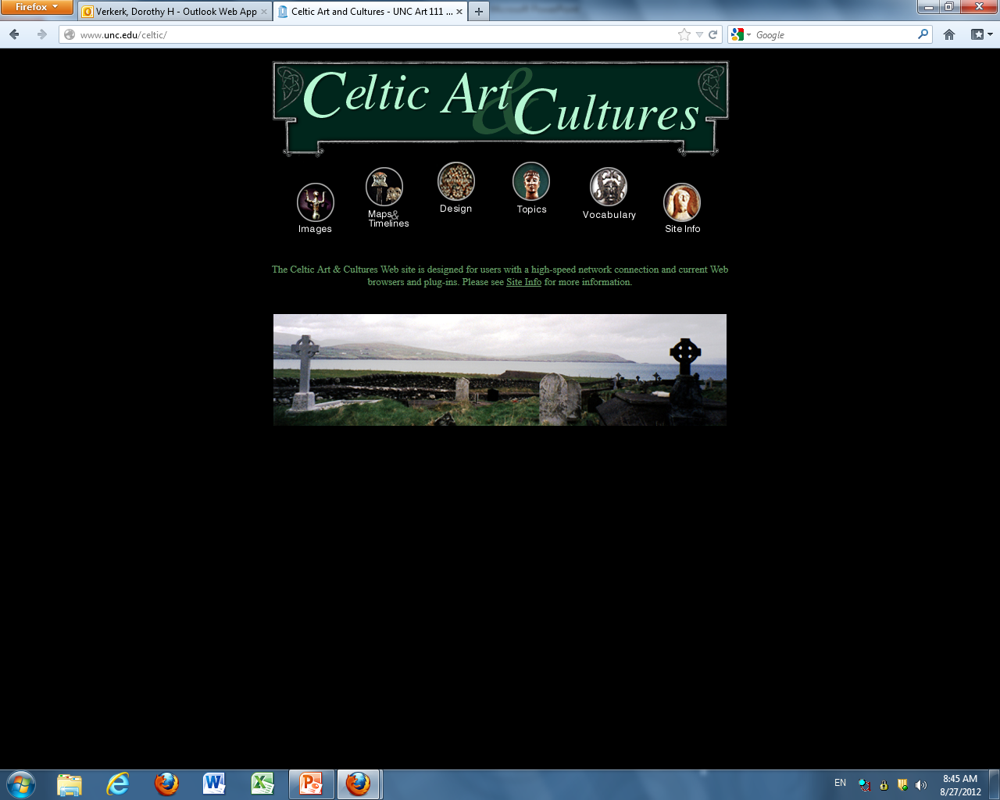 Firefox
Verkerk, Dorothy H - Outlook Web App
Celtic Art and Cultures - UNC Art 111 ...
www.unc.edu/celtic/
Google
Celtic Art & Cultures
Images
Maps & Timelines
Design
Topics
Vocabulary
Site Info
The Celtic Art & Cultures Web site is designed for users with a high-speed network connection and current Web
browsers and plug-ins. Please see Site Info for more information.
EN
8:45 AM
8/27/2012